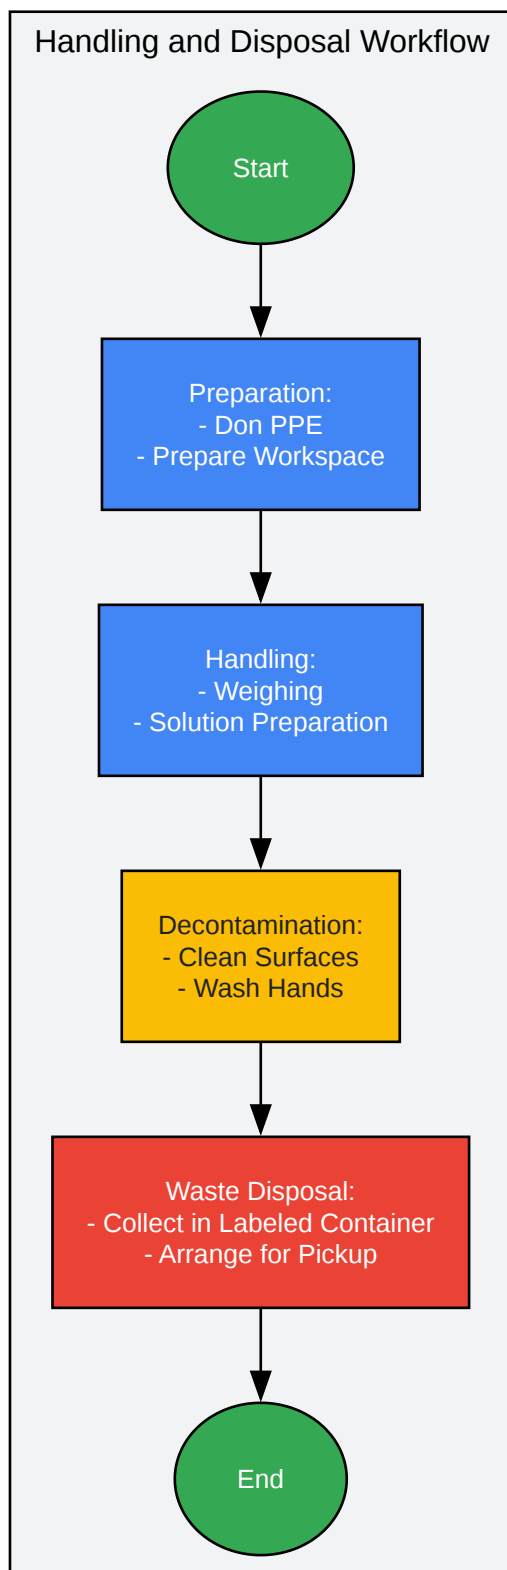 Handling and Disposal Workflow
Start
Preparation:
- Don PPE
- Prepare Workspace
Handling:
- Weighing
- Solution Preparation
Decontamination:
- Clean Surfaces
- Wash Hands
Waste Disposal:
- Collect in Labeled Container
- Arrange for Pickup
End